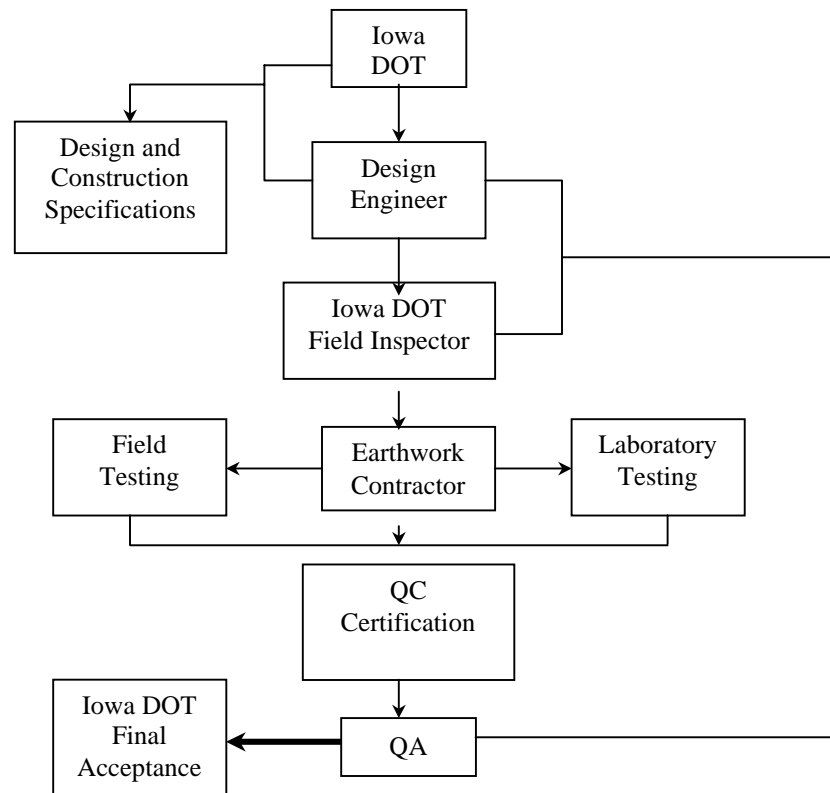 Iowa
DOT
Design and
Construction
Specifications
Design
Engineer
Iowa DOT
Field Inspector
Field
Testing
Earthwork
Contractor
Laboratory
Testing
QC
Certification
Iowa DOT
Final
Acceptance
QA